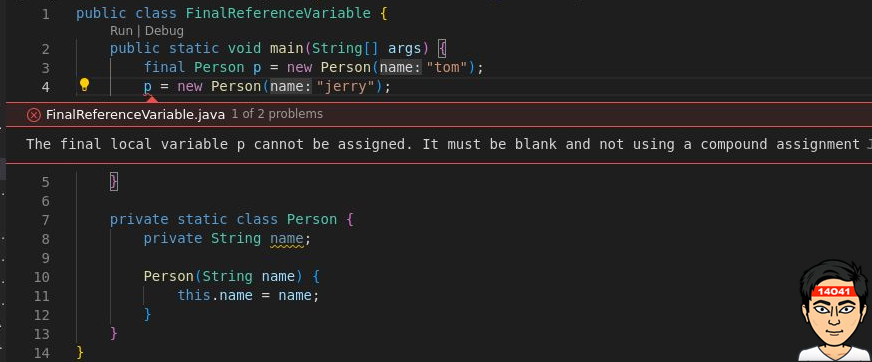 1 public class FinalReferenceVariable {
Run | Debug
2 public static void main(String[] args) {
3 final Person p = new Person(name:"tom");
4 p = new Person(name:"jerry");
FinalReferenceVariable.java 1 of 2 problems
The final local variable p cannot be assigned. It must be blank and not using a compound assignment
5 }
6
7 private static class Person {
8 private String name;
9
10 Person(String name) {
11 this.name = name;
12 }
13 }
14 }
14041